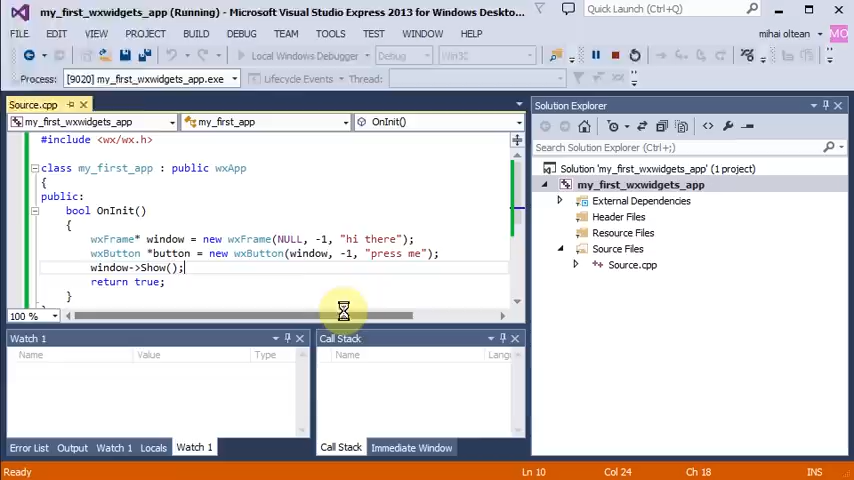 my_first_wxwidgets_app (Running) - Microsoft Visual Studio Express 2013 for Windows Deskto...
Quick Launch (Ctrl+Q)
FILE EDIT VIEW PROJECT BUILD DEBUG TEAM TOOLS TEST WINDOW HELP
mihai oltean MO
Local Windows Debugger Debug Win32
Process: [9020] my_first_wxwidgets_app.exe Lifecycle Events Thread:
Source.cpp
my_first_wxwidgets_app my_first_app OnInit()
#include <wx/wx.h>
class my_first_app : public wxApp
{
public:
bool OnInit()
{
wxFrame* window = new wxFrame(NULL, -1, "hi there");
wxButton *button = new wxButton(window, -1, "press me");
window->Show();
return true;
}
100 %
Solution Explorer
Search Solution Explorer (Ctrl+;)
Solution 'my_first_wxwidgets_app' (1 project)
my_first_wxwidgets_app
External Dependencies
Header Files
Resource Files
Source Files
Source.cpp
Watch 1
Name Value Type
Error List Output Watch 1 Locals Watch 1
Call Stack
Name Langu
Call Stack Immediate Window
Ready Ln 10 Col 24 Ch 18 INS